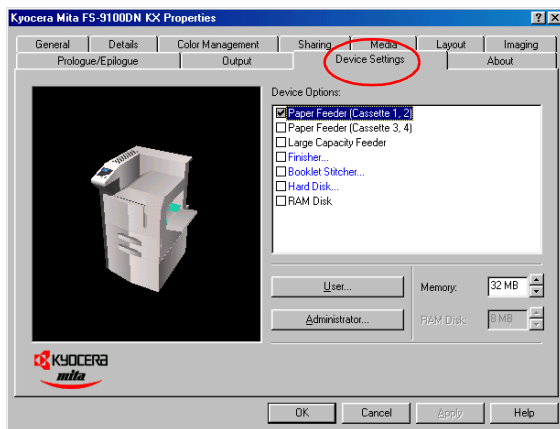 Kyocera Mita FS-9100DN KX Properties
General Details Color Management Sharing Media Layout Imaging
Prologue/Epilogue Output Device Settings About
Device Options:
Paper Feeder (Cassette 1, 2)
Paper Feeder (Cassette 3, 4)
Large Capacity Feeder
Finisher...
Booklet Stitcher...
Hard Disk...
RAM Disk
User... Memory: 32 MB
Administrator... RAM Disk: 8 MB
KYOCERA
mita
OK Cancel Apply Help